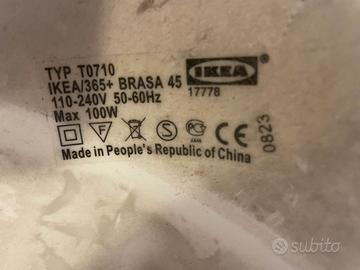 TYP T0710
IKEA/365+ BRASA 45
110-240V 50-60Hz
Max 100W
IKEA
17778
F
CE
0823
Made in People's Republic of China
subito